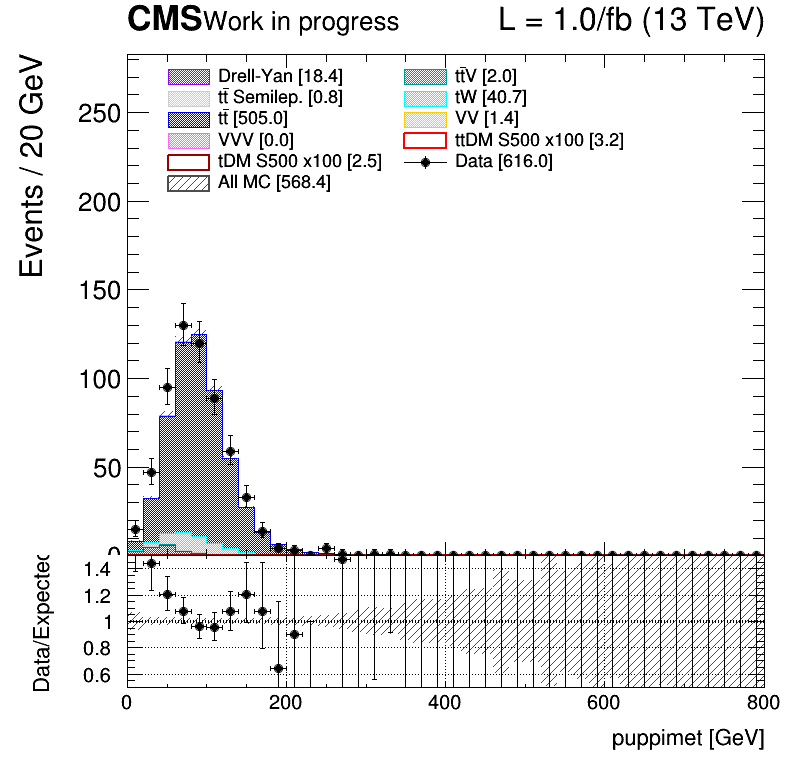 CMS Work in progress L = 1.0/fb (13 TeV)
Events / 20 GeV
Drell-Yan [18.4] tt̄V [2.0]
tt̄ Semilep. [0.8] tW [40.7]
tt̄ [505.0] VV [1.4]
VVV [0.0] ttDM S500 x100 [3.2]
tDM S500 x100 [2.5] Data [616.0]
All MC [568.4]
250
200
150
100
50
0
Data/Expected
1.4
1.2
1
0.8
0.6
0 200 400 600 800
puppimet [GeV]